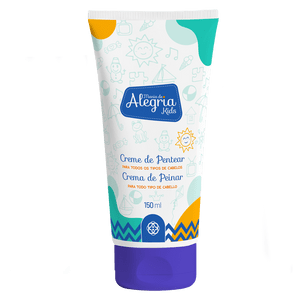 Alegria
Kids
Creme de Pentear
PARA TODOS OS TIPOS DE CABELOS
Crema de Peinar
PARA TODO TIPO DE CABELLO
150 ml